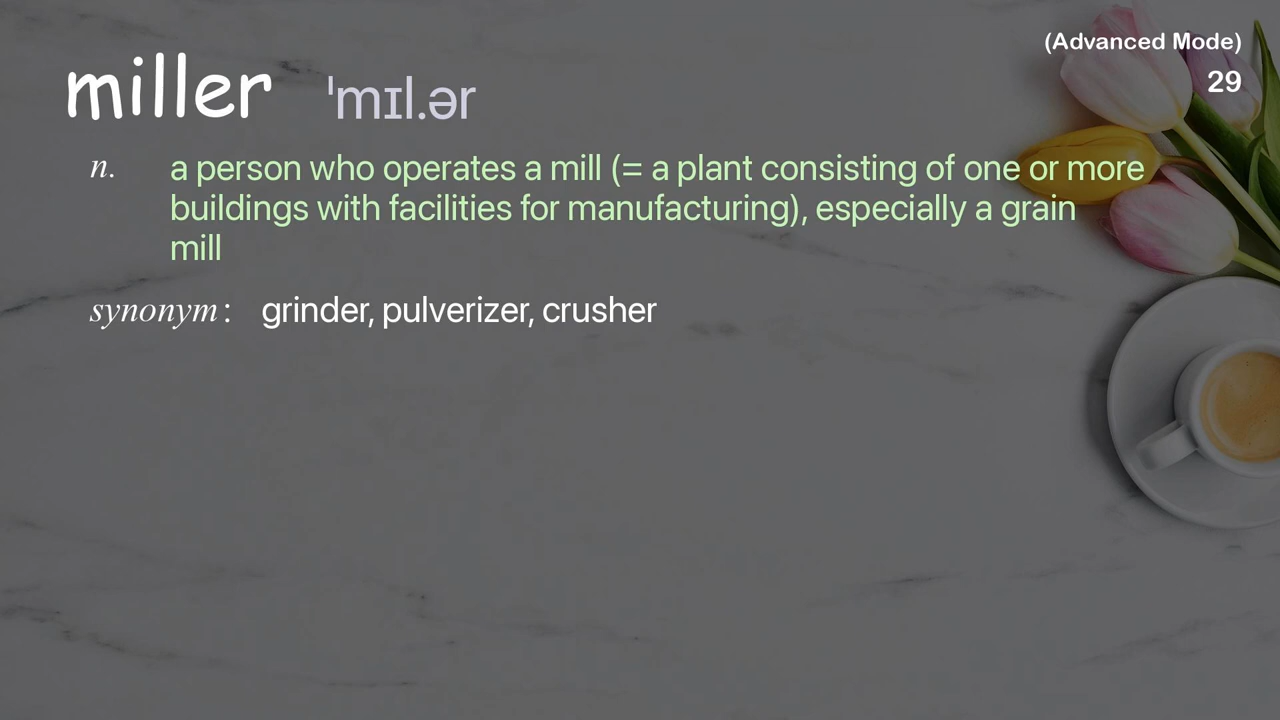 (Advanced Mode)
29
miller ˈmɪl.ər
n. a person who operates a mill (= a plant consisting of one or more
buildings with facilities for manufacturing), especially a grain
mill
synonym: grinder, pulverizer, crusher